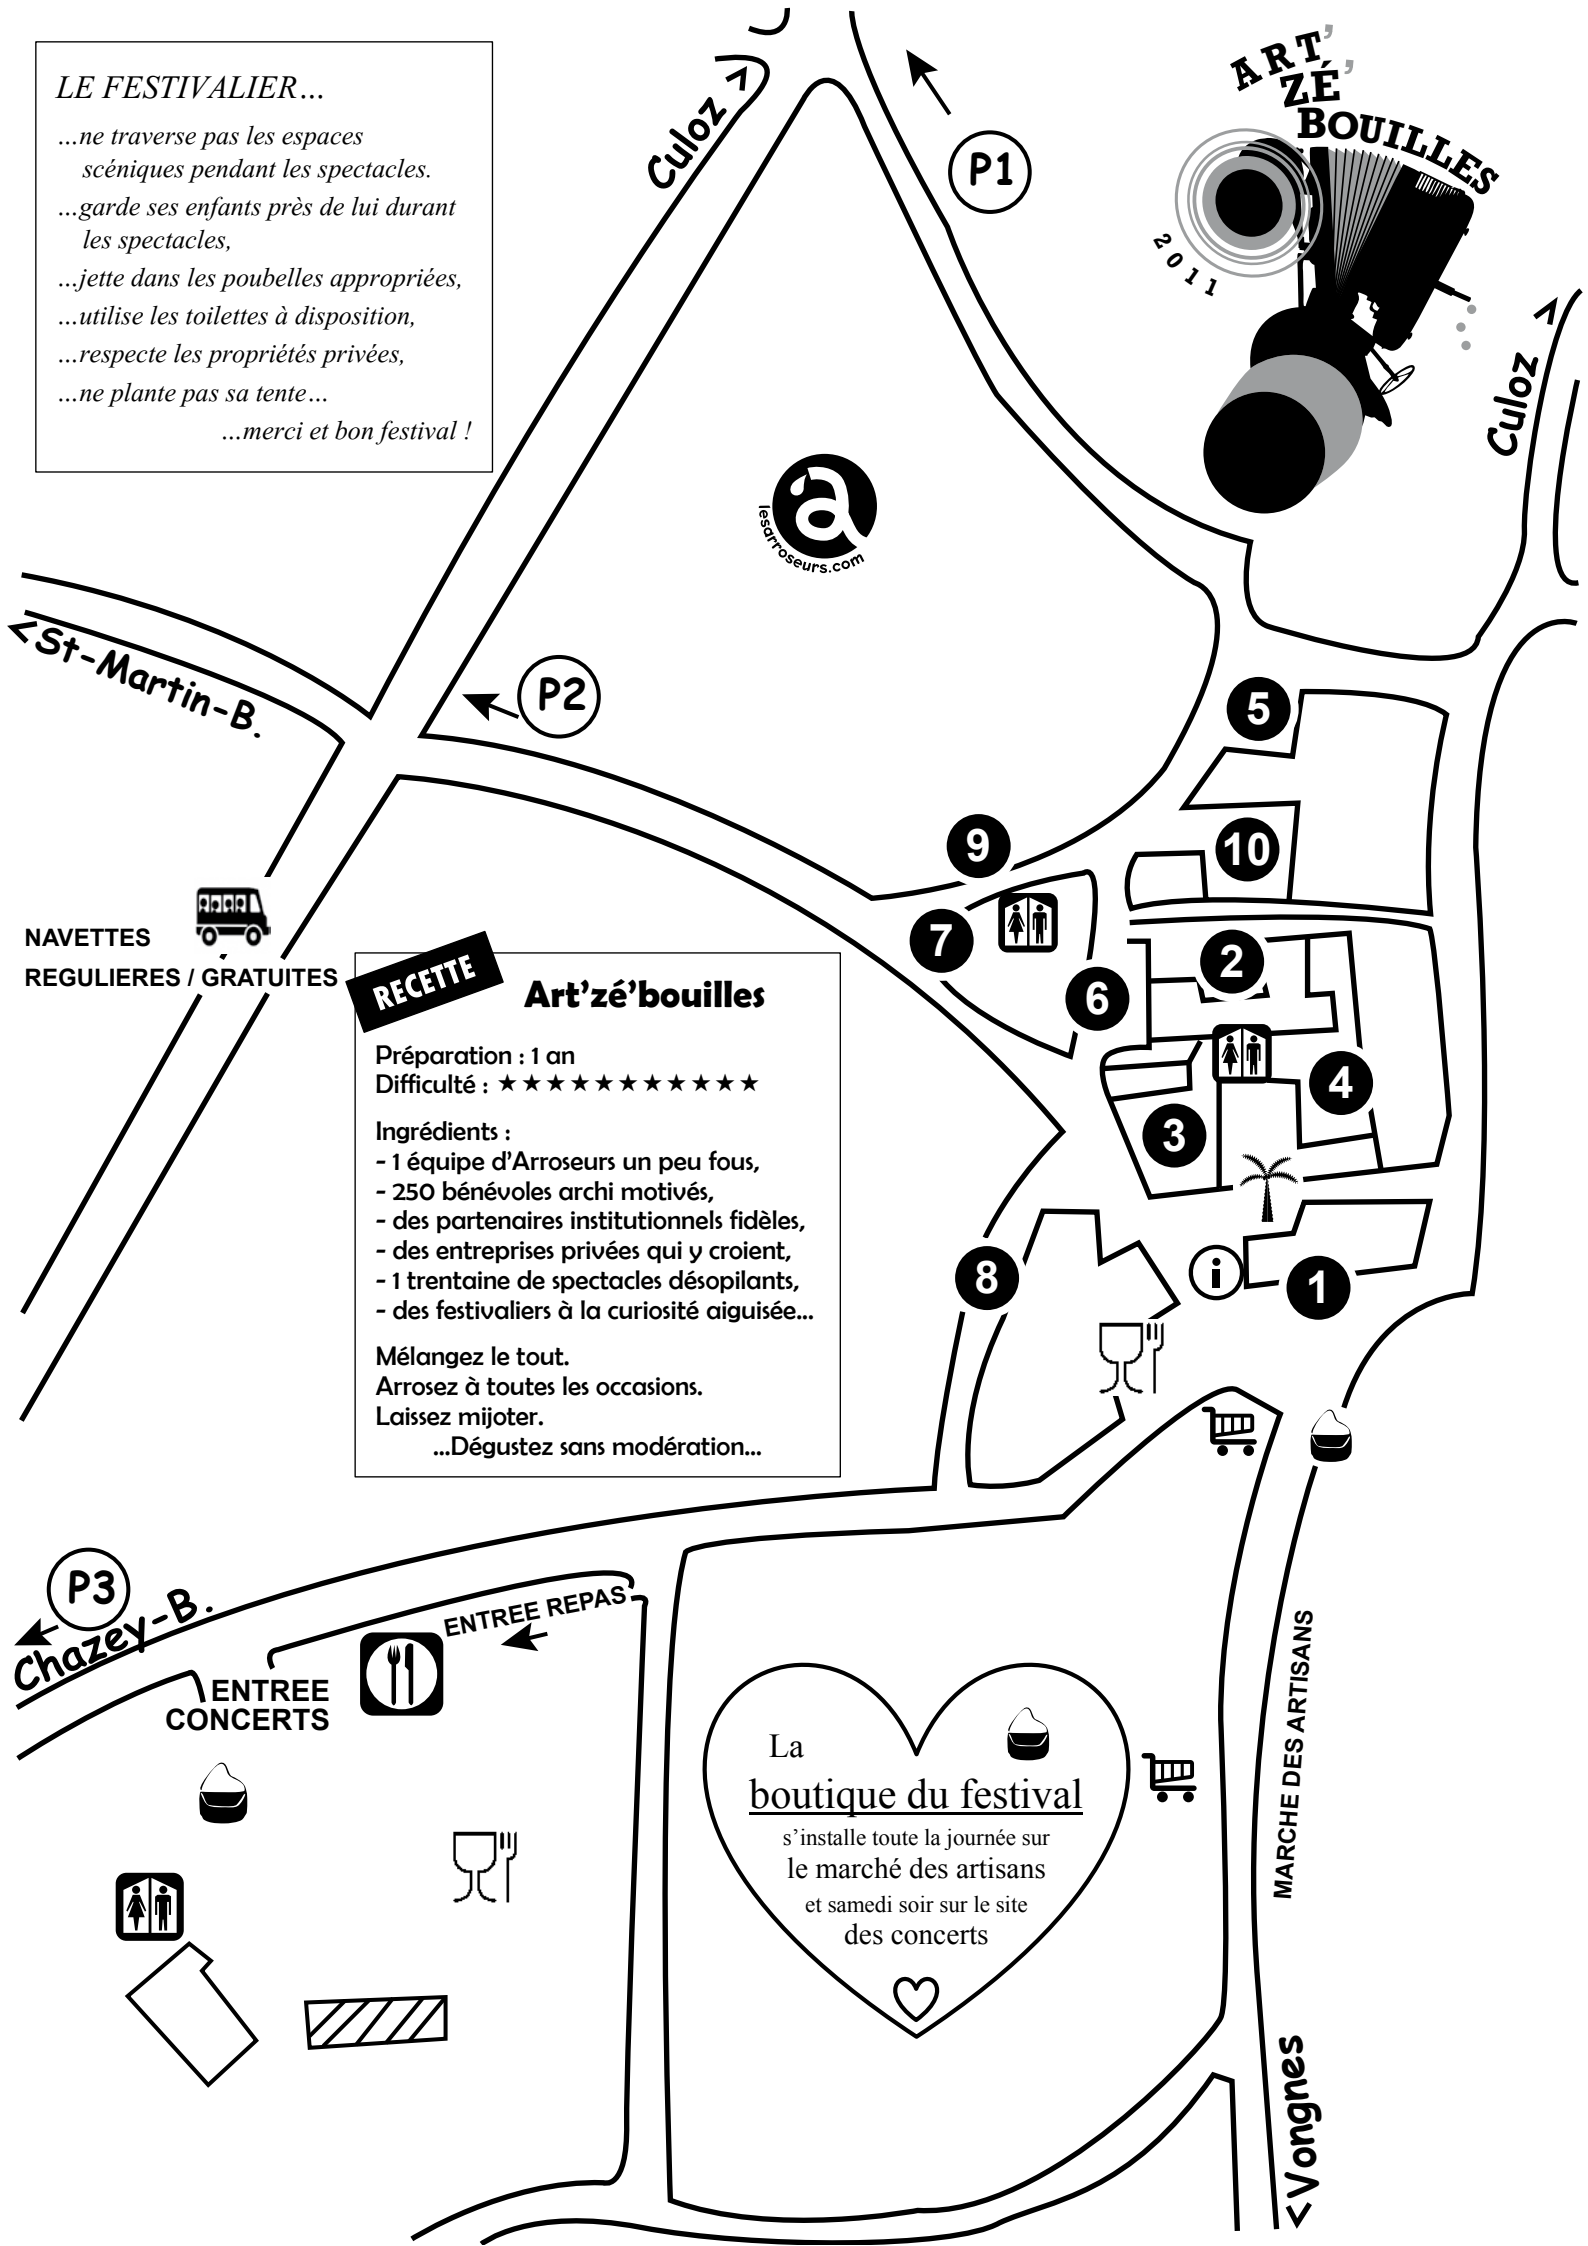 LE FESTIVALIER…
…ne traverse pas les espaces
scéniques pendant les spectacles.
…garde ses enfants près de lui durant
les spectacles,
…jette dans les poubelles appropriées,
…utilise les toilettes à disposition,
…respecte les propriétés privées,
…ne plante pas sa tente…
…merci et bon festival !
Culoz >
P1
ART’
ZÉ’
BOUILLES
2011
Culoz >
lesarroseurs.com
<St-Martin-B.
P2
5
10
9
7
6
2
4
3
8
i
1
NAVETTES
REGULIERES / GRATUITES
RECETTE
Art’zé’bouilles
Préparation : 1 an
Difficulté : ★★★★★★★★★★★
Ingrédients :
- 1 équipe d’Arroseurs un peu fous,
- 250 bénévoles archi motivés,
- des partenaires institutionnels fidèles,
- des entreprises privées qui y croient,
- 1 trentaine de spectacles désopilants,
- des festivaliers à la curiosité aiguisée...
Mélangez le tout.
Arrosez à toutes les occasions.
Laissez mijoter.
...Dégustez sans modération...
P3
Chazey-B.
ENTREE REPAS
ENTREE
CONCERTS
La
boutique du festival
s’installe toute la journée sur
le marché des artisans
et samedi soir sur le site
des concerts
MARCHE DES ARTISANS
<Vongnes